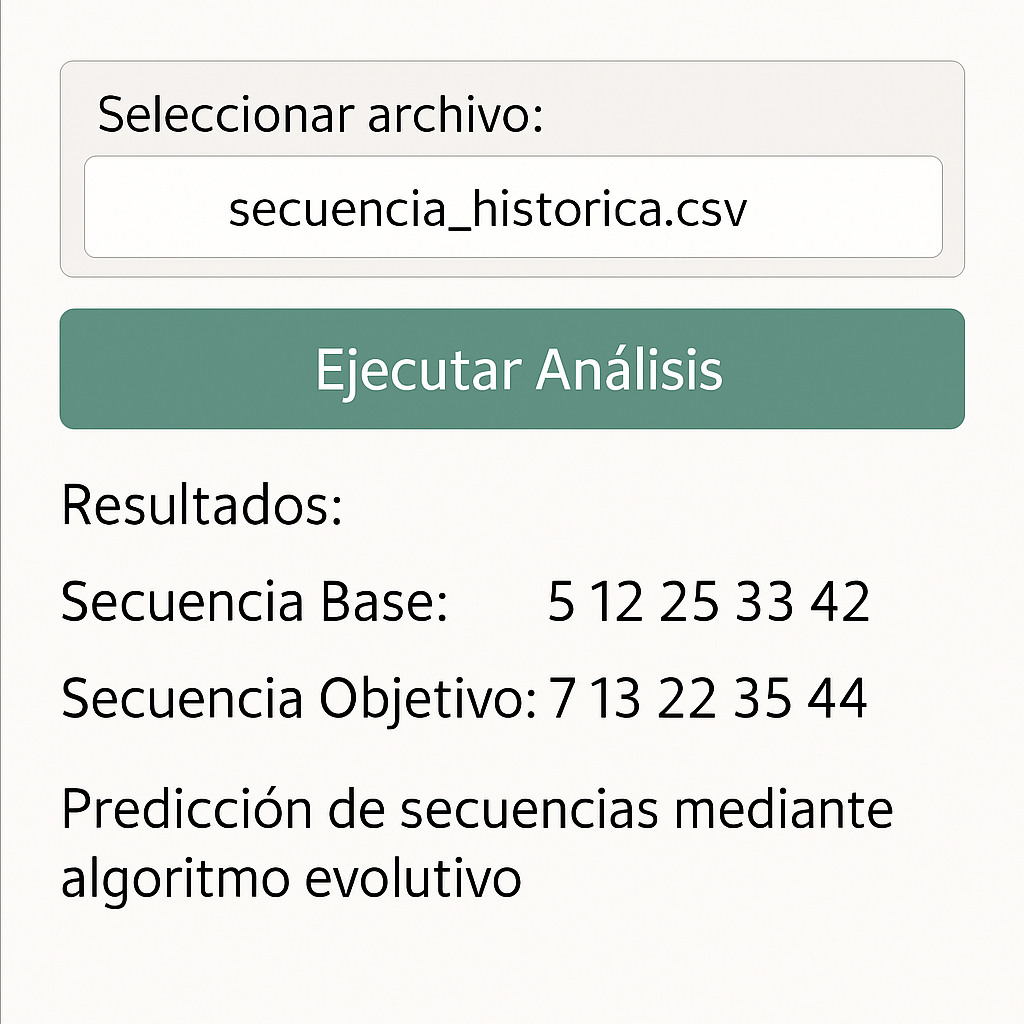 Seleccionar archivo:
secuencia_historica.csv
Ejecutar Análisis
Resultados:
Secuencia Base: 5 12 25 33 42
Secuencia Objetivo: 7 13 22 35 44
Predicción de secuencias mediante
algoritmo evolutivo